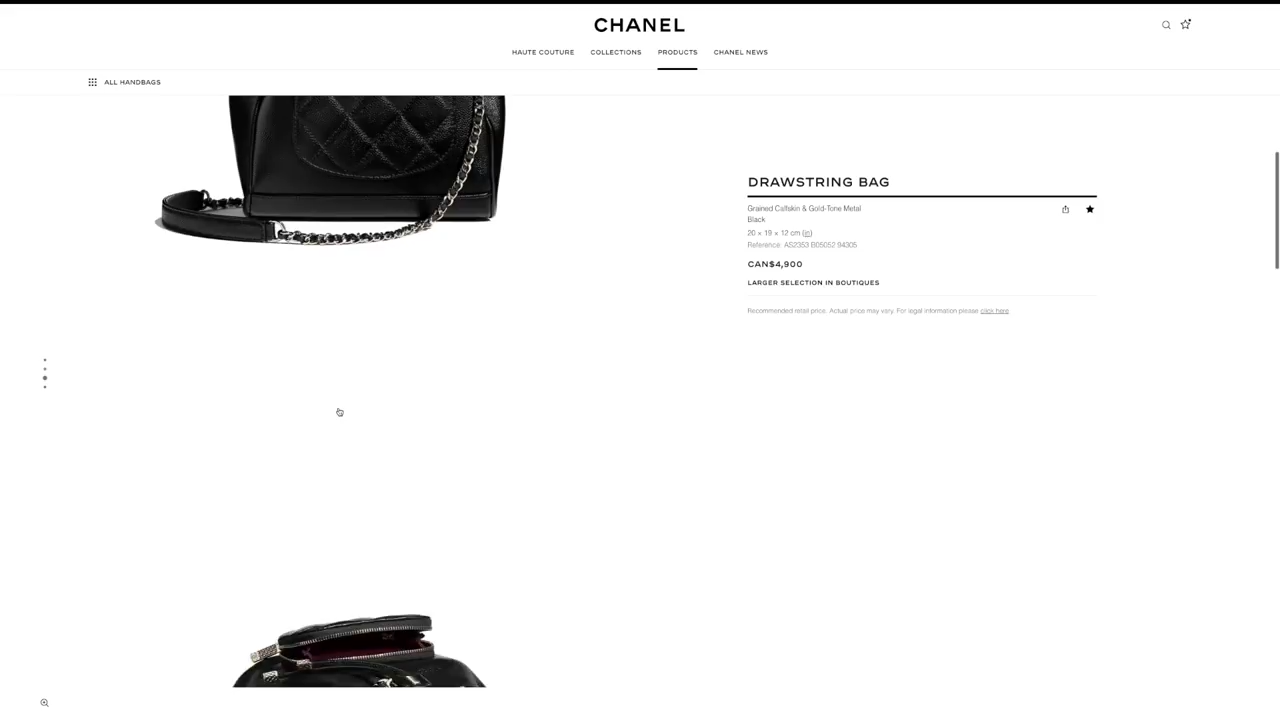 CHANEL
HAUTE COUTURE COLLECTIONS PRODUCTS CHANEL NEWS
ALL HANDBAGS
DRAWSTRING BAG
Grained Calfskin & Gold-Tone Metal
Black
20 × 19 × 12 cm (in)
Reference: AS2353 B05052 94305
CAN$4,900
LARGER SELECTION IN BOUTIQUES
Recommended retail price. Actual price may vary. For legal information please click here